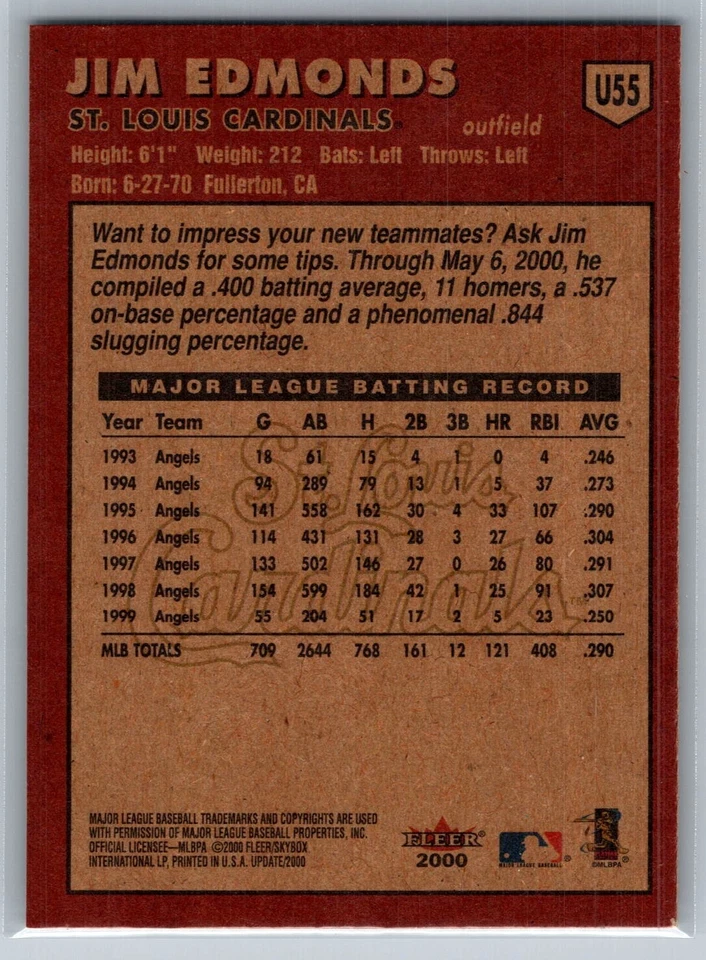 JIM EDMONDS
U55
ST. LOUIS CARDINALS
outfield
Height: 6'1" Weight: 212 Bats: Left Throws: Left
Born: 6-27-70 Fullerton, CA
Want to impress your new teammates? Ask Jim
Edmonds for some tips. Through May 6, 2000, he
compiled a .400 batting average, 11 homers, a .537
on-base percentage and a phenomenal .844
slugging percentage.
MAJOR LEAGUE BATTING RECORD
Year Team G AB H 2B 3B HR RBI AVG
1993 Angels 18 61 15 4 1 0 4 .246
1994 Angels 94 289 79 13 1 5 37 .273
1995 Angels 141 558 162 30 4 33 107 .290
1996 Angels 114 431 131 28 3 27 66 .304
1997 Angels 133 502 146 27 0 26 80 .291
1998 Angels 154 599 184 42 1 25 91 .307
1999 Angels 55 204 51 17 2 5 23 .250
MLB TOTALS 709 2644 768 161 12 121 408 .290
St. Louis
Cardinals
MAJOR LEAGUE BASEBALL TRADEMARKS AND COPYRIGHTS ARE USED
WITH PERMISSION OF MAJOR LEAGUE BASEBALL PROPERTIES, INC.
OFFICIAL LICENSEE—MLBPA ©2000 FLEER/SKYBOX
INTERNATIONAL LP, PRINTED IN U.S.A. UPDATE/2000
FLEER
2000
MAJOR LEAGUE BASEBALL
©MLBPA